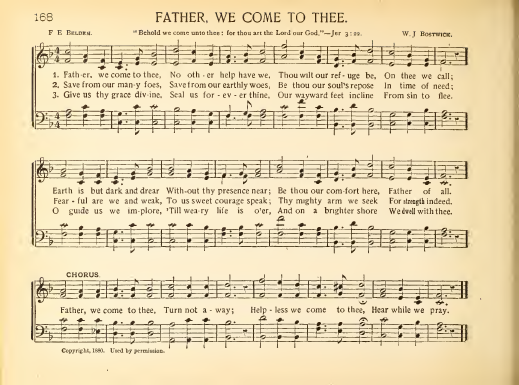 168
FATHER, WE COME TO THEE.
F E BELDEN. "Behold we come unto thee: for thou art the Lord our God."—Jer 3:22. W. J BOSTWICK.
1. Fath-er, we come to thee, No oth-er help have we, Thou wilt our ref-uge be, On thee we call;
2. Save from our man-y foes, Save from our earthly woes, Be thou our soul's repose In time of need;
3. Give us thy grace div-ine, Seal us for-ev-er thine, Our wayward feet incline From sin to flee.
Earth is but dark and drear With-out thy presence near; Be thou our com-fort here, Father of all.
Fear-ful are we and weak, To us sweet courage speak; Thy mighty arm we seek For strength indeed.
O guide us we im-plore, 'Till wea-ry life is o'er, And on a brighter shore We dwell with thee.
CHORUS.
Father, we come to thee, Turn not a-way; Help-less we come to thee, Hear while we pray.
Copyright, 1886. Used by permission.